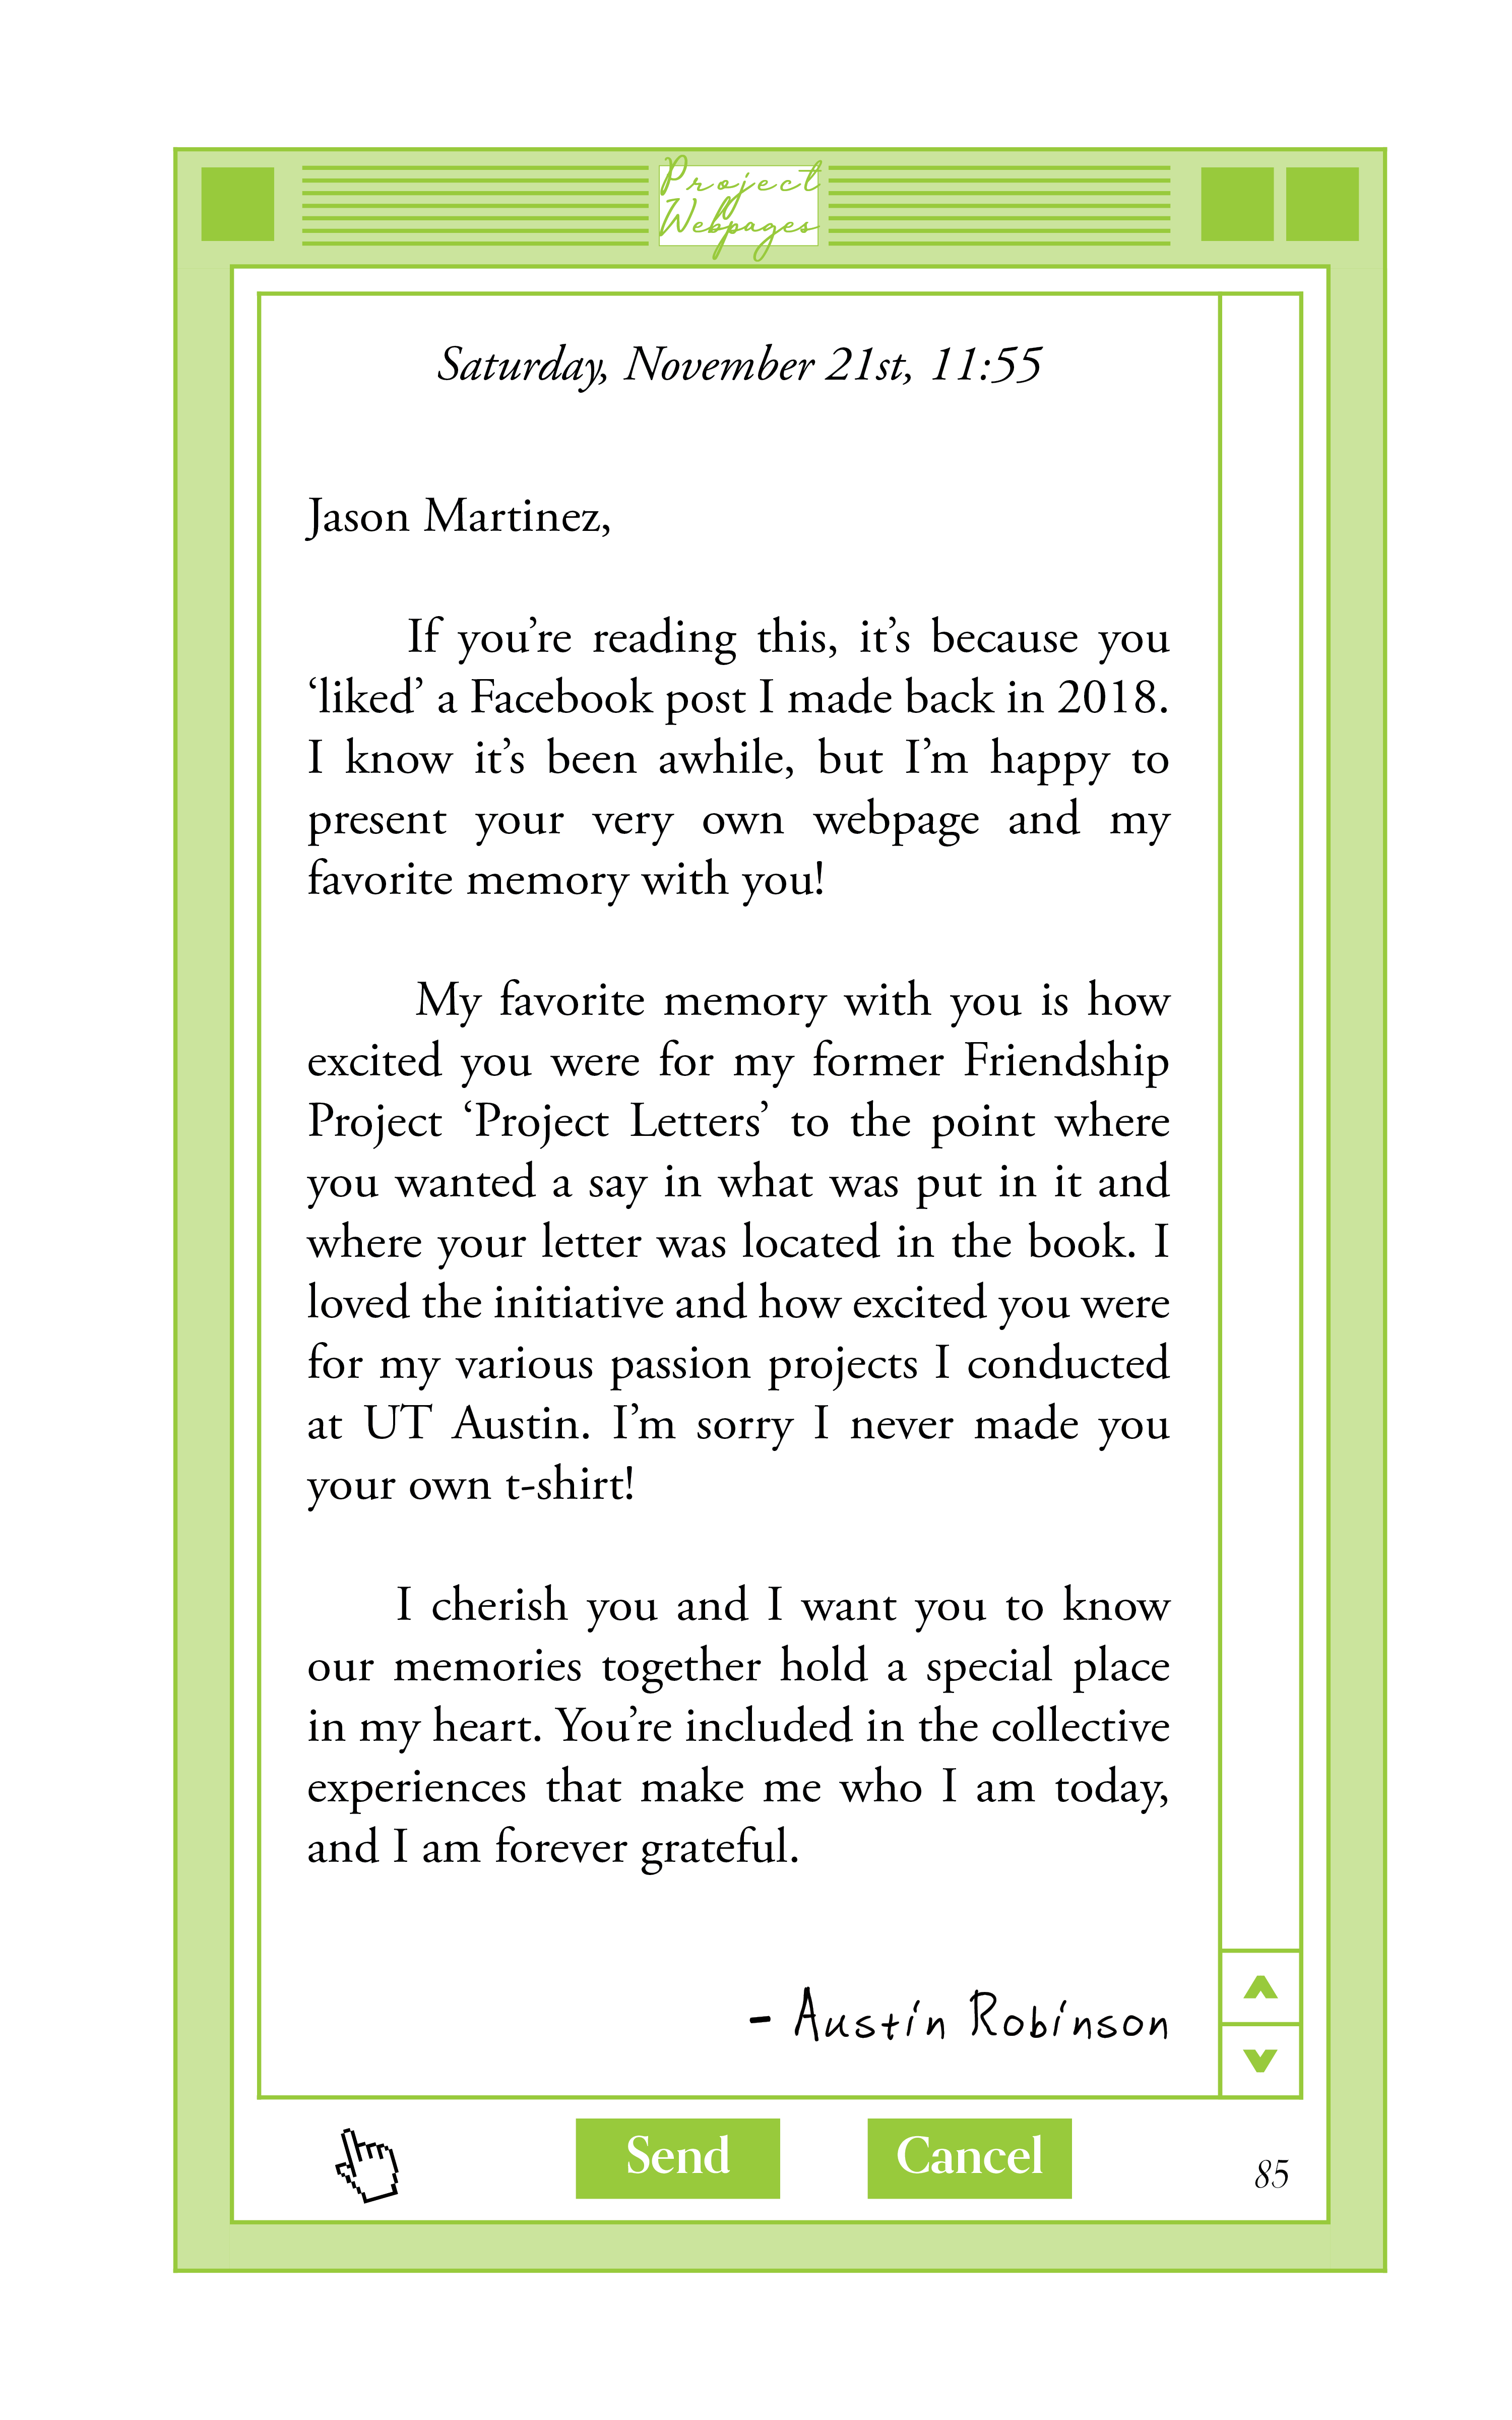 Project
Webpages
Saturday, November 21st, 11:55
Jason Martinez,
If you’re reading this, it’s because you
‘liked’ a Facebook post I made back in 2018.
I know it’s been awhile, but I’m happy to
present your very own webpage and my
favorite memory with you!
My favorite memory with you is how
excited you were for my former Friendship
Project ‘Project Letters’ to the point where
you wanted a say in what was put in it and
where your letter was located in the book. I
loved the initiative and how excited you were
for my various passion projects I conducted
at UT Austin. I’m sorry I never made you
your own t-shirt!
I cherish you and I want you to know
our memories together hold a special place
in my heart. You’re included in the collective
experiences that make me who I am today,
and I am forever grateful.
- Austin Robinson
Send Cancel
85